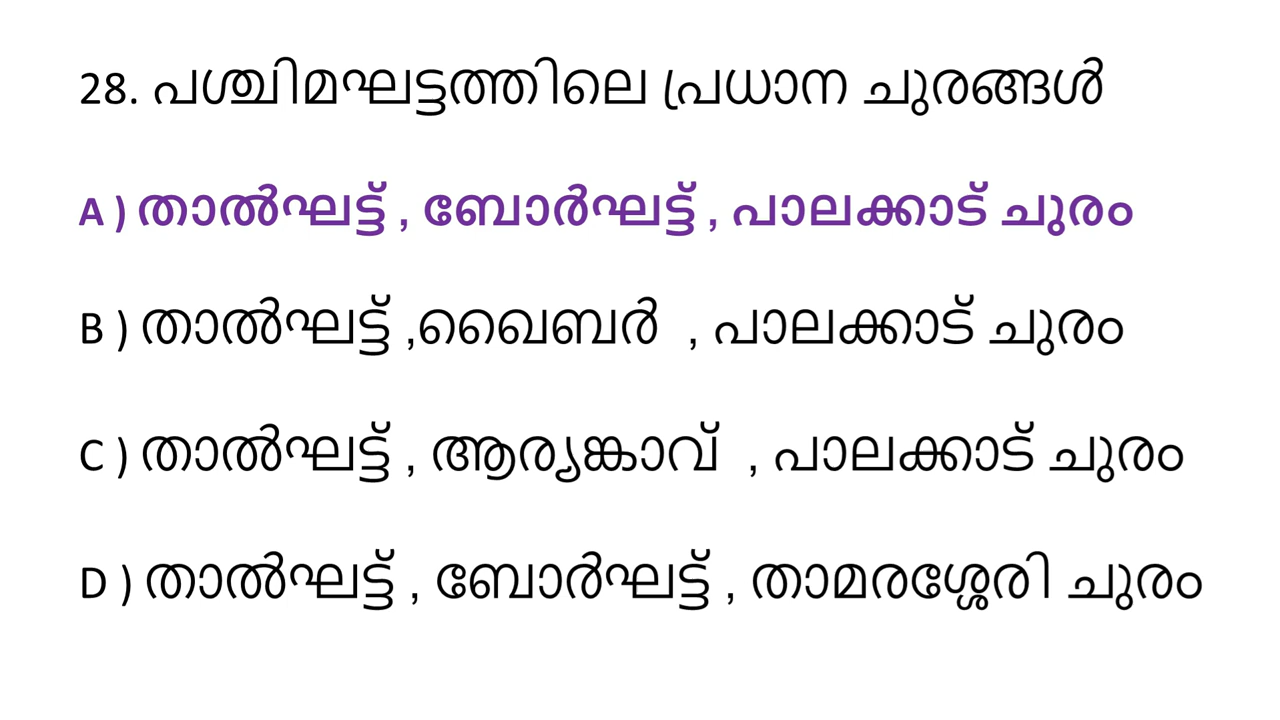 28. പശ്ചിമഘട്ടത്തിലെ പ്രധാന ചുരങ്ങൾ
A ) താൽഘട്ട് , ബോർഘട്ട് , പാലക്കാട് ചുരം
B ) താൽഘട്ട് ,ഖൈബർ , പാലക്കാട് ചുരം
C ) താൽഘട്ട് , ആര്യങ്കാവ് , പാലക്കാട് ചുരം
D ) താൽഘട്ട് , ബോർഘട്ട് , താമരശ്ശേരി ചുരം